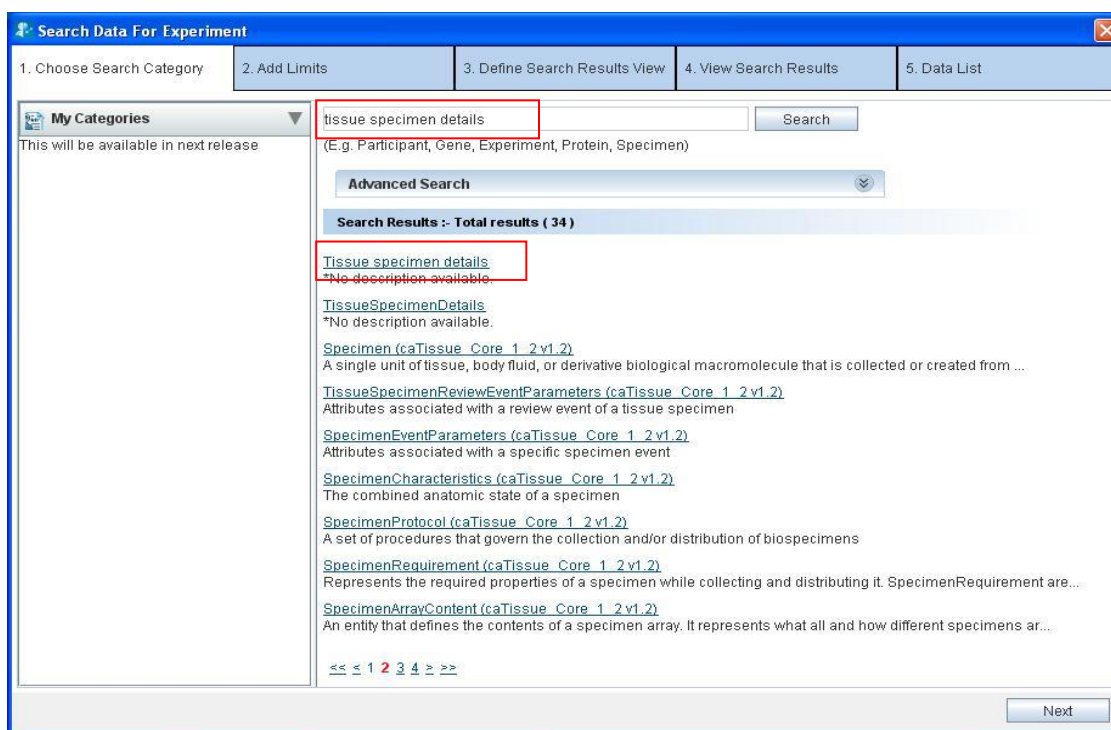 Search Data For Experiment
1. Choose Search Category
2. Add Limits
3. Define Search Results View
4. View Search Results
5. Data List
My Categories
This will be available in next release
tissue specimen details
Search
(E.g. Participant, Gene, Experiment, Protein, Specimen)
Advanced Search
Search Results :- Total results ( 34 )
Tissue specimen details
*No description available.
TissueSpecimenDetails
*No description available.
Specimen (caTissue_Core_1_2 v1.2)
A single unit of tissue, body fluid, or derivative biological macromolecule that is collected or created from ...
TissueSpecimenReviewEventParameters (caTissue_Core_1_2 v1.2)
Attributes associated with a review event of a tissue specimen
SpecimenEventParameters (caTissue_Core_1_2 v1.2)
Attributes associated with a specific specimen event
SpecimenCharacteristics (caTissue_Core_1_2 v1.2)
The combined anatomic state of a specimen
SpecimenProtocol (caTissue_Core_1_2 v1.2)
A set of procedures that govern the collection and/or distribution of biospecimens
SpecimenRequirement (caTissue_Core_1_2 v1.2)
Represents the required properties of a specimen while collecting and distributing it. SpecimenRequirement are...
SpecimenArrayContent (caTissue_Core_1_2 v1.2)
An entity that defines the contents of a specimen array. It represents what all and how different specimens ar...
<< < 1 2 3 4 > >>
Next